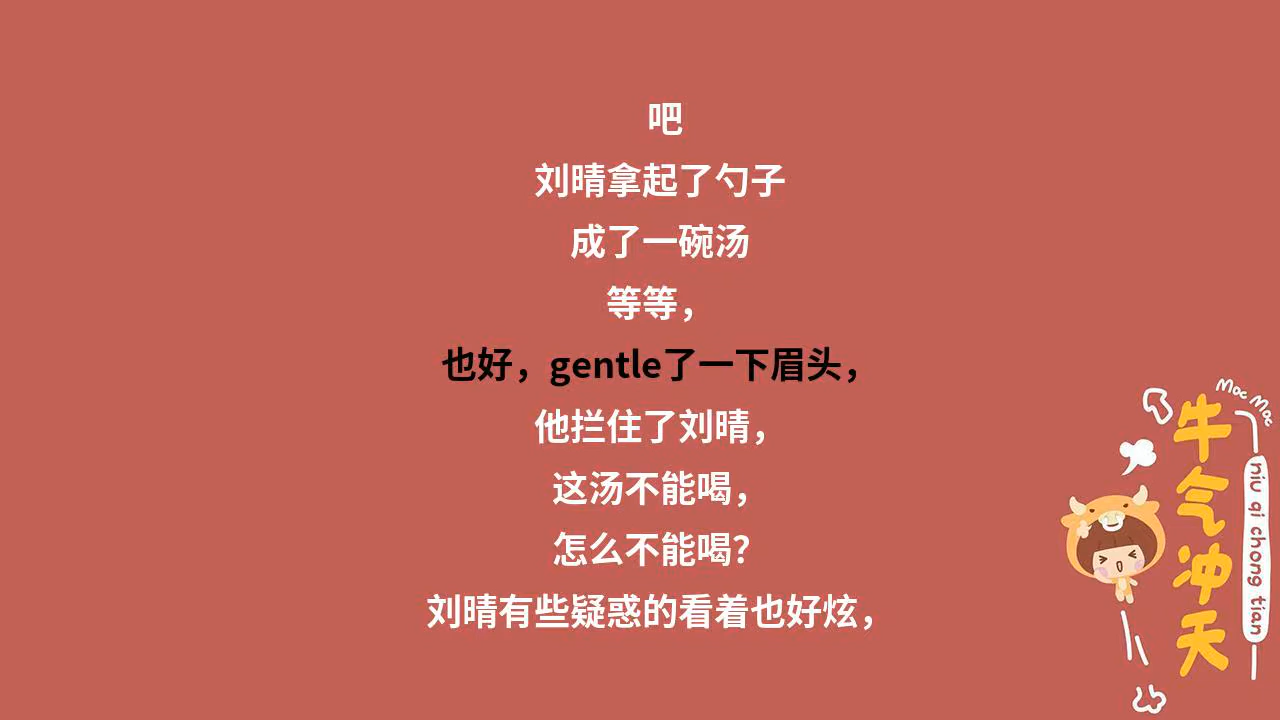 吧
刘晴拿起了勺子
成了一碗汤
等等，
也好，gentle了一下眉头，
他拦住了刘晴，
这汤不能喝，
怎么不能喝？
刘晴有些疑惑的看着也好炫，
Moc Moc
牛气冲天
niu qi chong tian